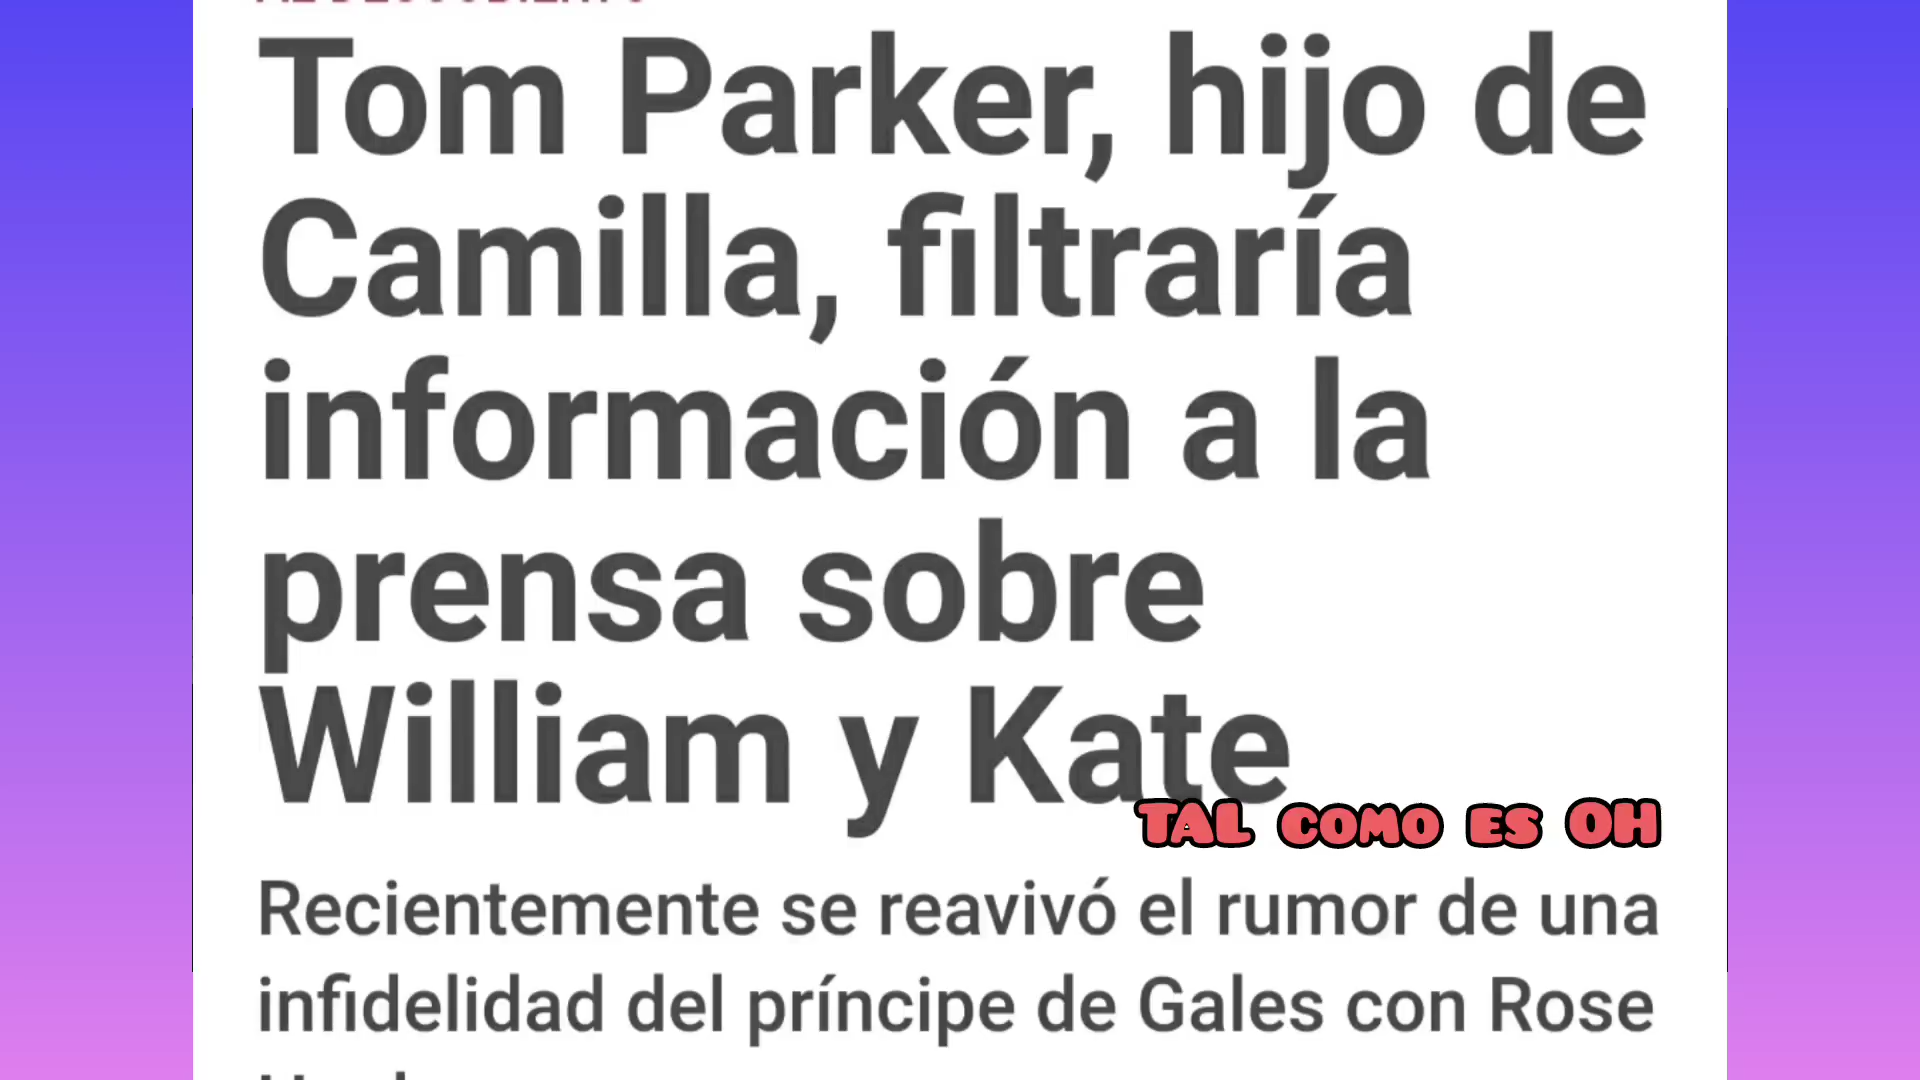 Tom Parker, hijo de
Camilla, filtraría
información a la
prensa sobre
William y Kate
TAL COMO ES OH
Recientemente se reavivó el rumor de una
infidelidad del príncipe de Gales con Rose